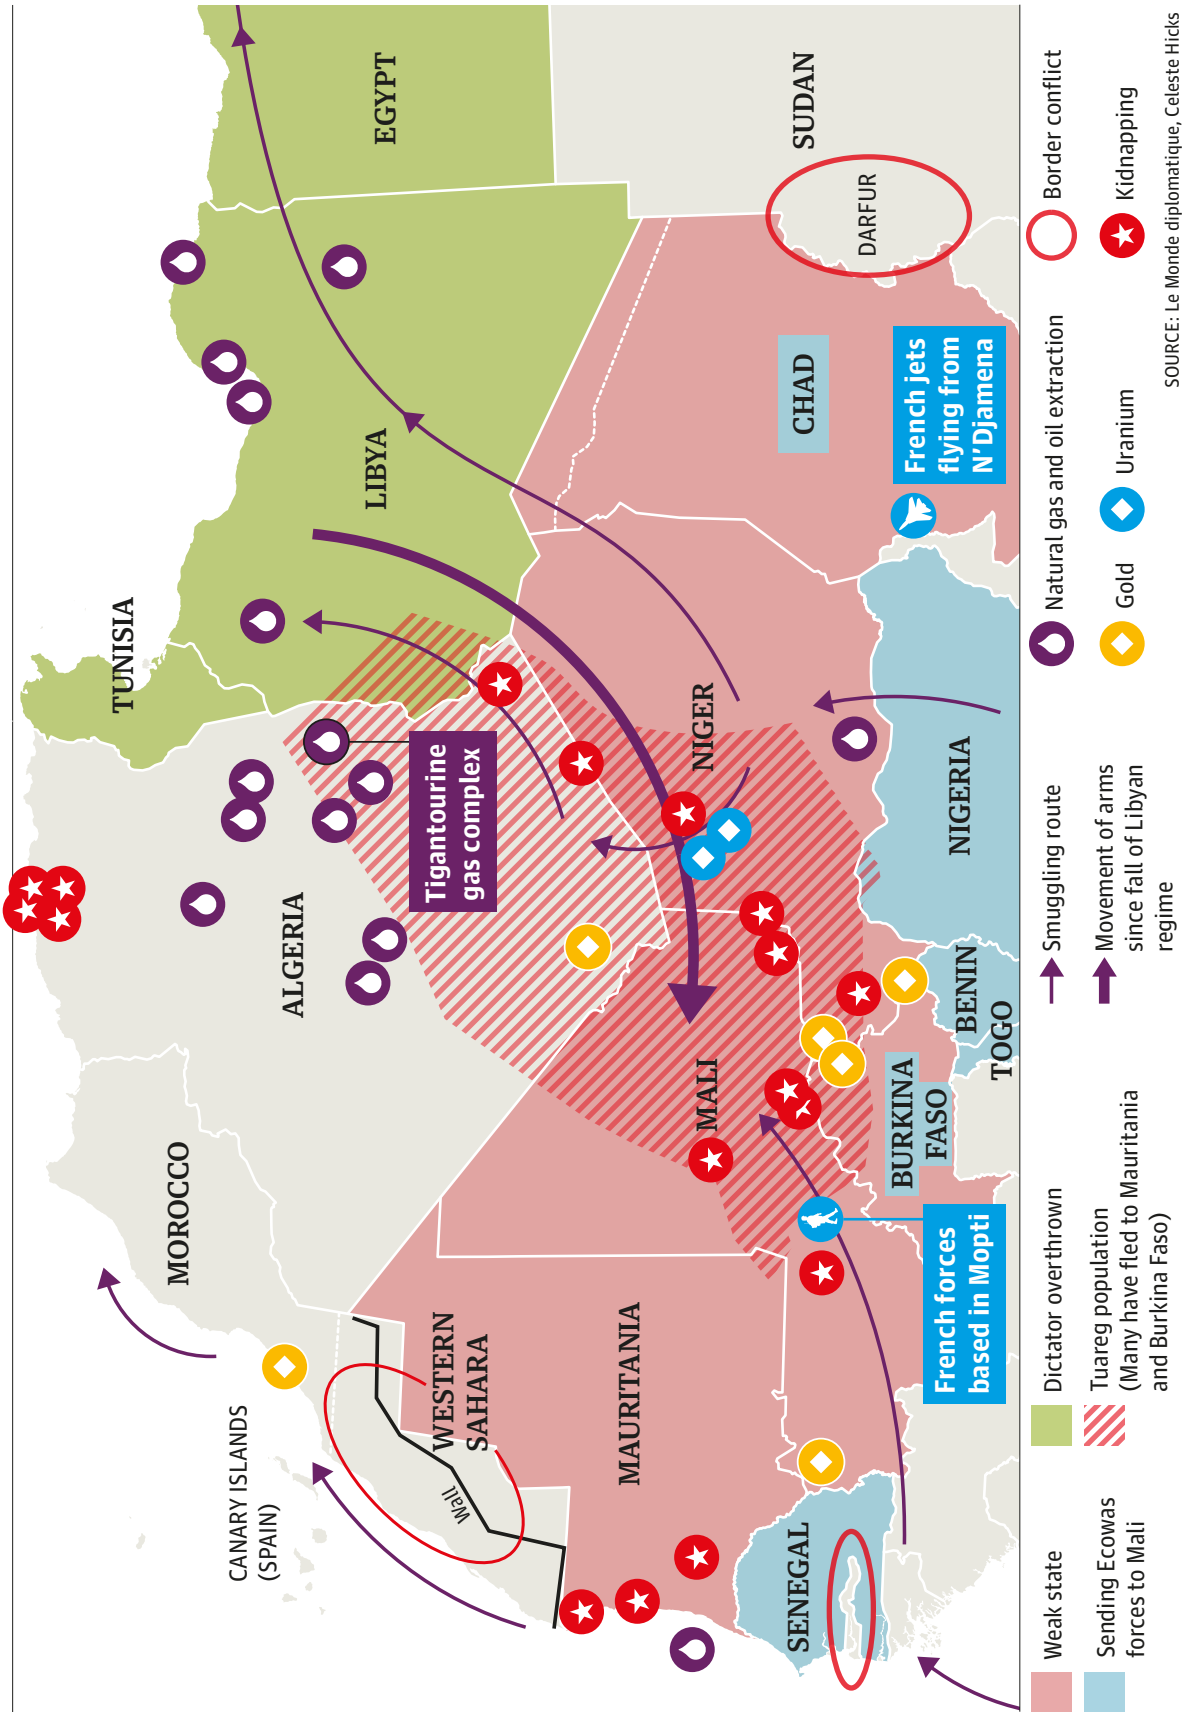 TUNISIA
MOROCCO
ALGERIA
LIBYA
EGYPT
CANARY ISLANDS
(SPAIN)
Tigantourine
gas complex
WESTERN
SAHARA
Wall
MAURITANIA
MALI
NIGER
CHAD
SUDAN
DARFUR
SENEGAL
BURKINA
FASO
BENIN
TOGO
NIGERIA
French forces
based in Mopti
French jets
flying from
N’Djamena
Weak state
Sending Ecowas
forces to Mali
Dictator overthrown
Tuareg population
(Many have fled to Mauritania
and Burkina Faso)
Smuggling route
Movement of arms
since fall of Libyan
regime
Natural gas and oil extraction
Gold
Uranium
Border conflict
Kidnapping
SOURCE: Le Monde diplomatique, Celeste Hicks